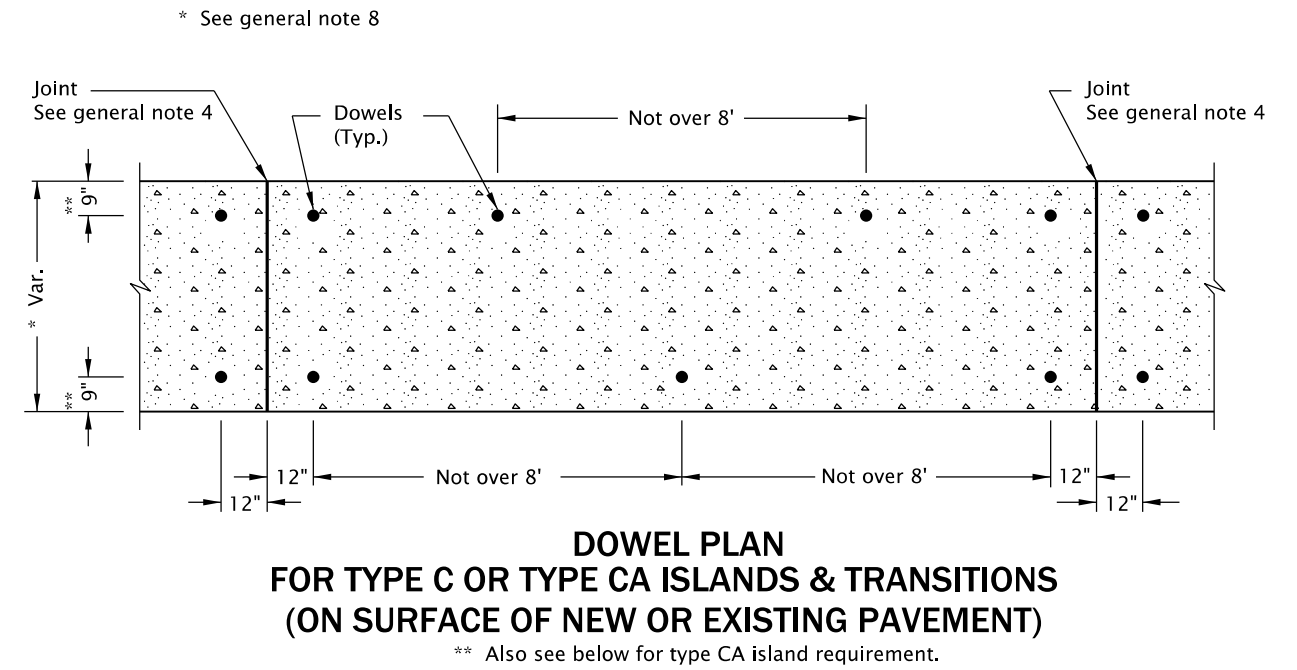 * See general note 8
Joint
See general note 4
Dowels
(Typ.)
Not over 8'
Joint
See general note 4
** 9"
* Var.
** 9"
12"
Not over 8'
Not over 8'
12"
12"
12"
DOWEL PLAN
FOR TYPE C OR TYPE CA ISLANDS & TRANSITIONS
(ON SURFACE OF NEW OR EXISTING PAVEMENT)
** Also see below for type CA island requirement.